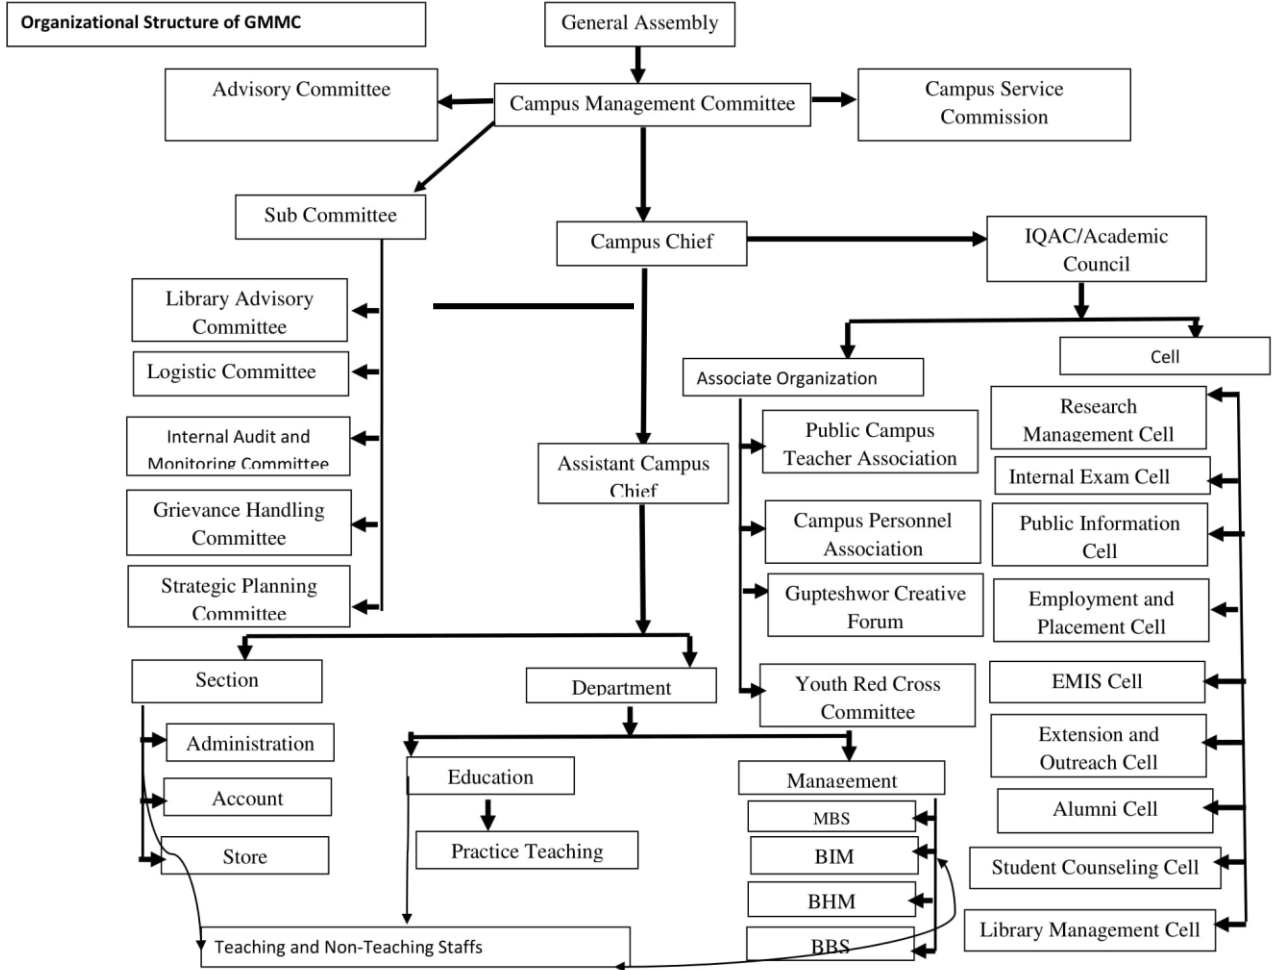 Organizational Structure of GMMC
General Assembly
Advisory Committee
Campus Management Committee
Campus Service
Commission
Sub Committee
Campus Chief
IQAC/Academic
Council
Library Advisory
Committee
Logistic Committee
Internal Audit and
Monitoring Committee
Grievance Handling
Committee
Strategic Planning
Committee
Assistant Campus
Chief
Associate Organization
Public Campus
Teacher Association
Campus Personnel
Association
Gupteshwor Creative
Forum
Youth Red Cross
Committee
Cell
Research
Management Cell
Internal Exam Cell
Public Information
Cell
Employment and
Placement Cell
EMIS Cell
Extension and
Outreach Cell
Alumni Cell
Student Counseling Cell
Library Management Cell
Section
Administration
Account
Store
Department
Education
Practice Teaching
Management
MBS
BIM
BHM
BBS
Teaching and Non-Teaching Staffs